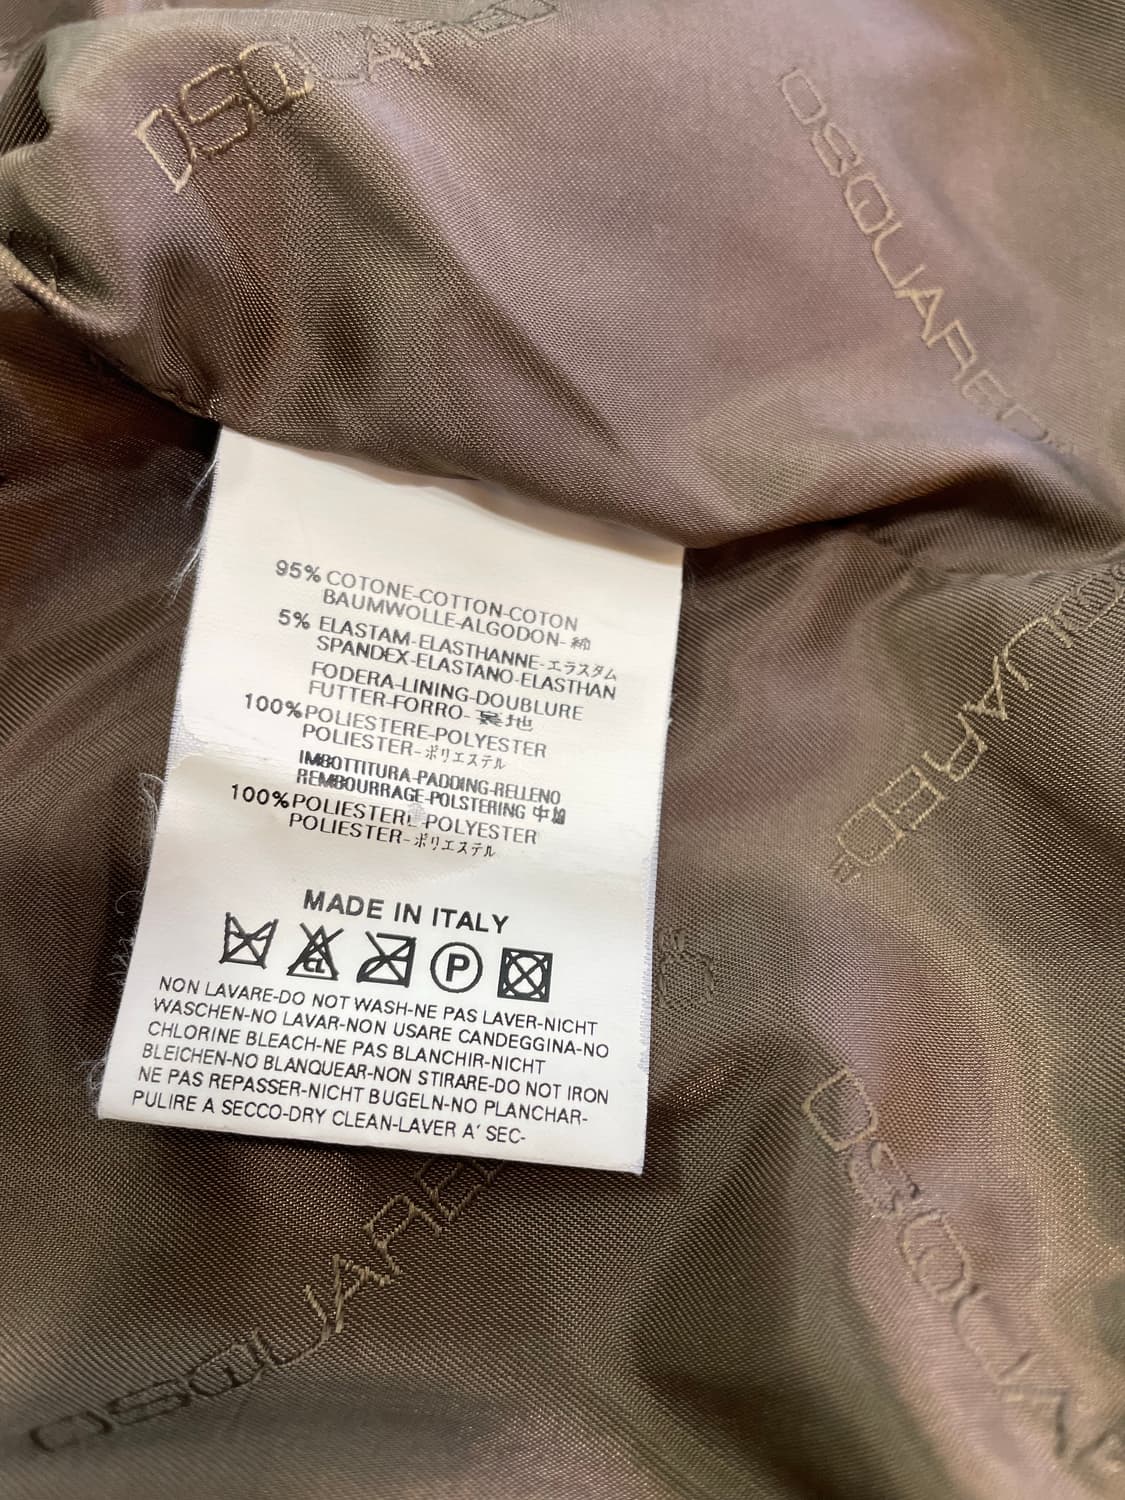 DSQUARED
DSQUARED
DSQUARED
95% COTONE-COTTON-COTON
BAUMWOLLE-ALGODON-綿
5% ELASTAM-ELASTHANNE-エラスタム
SPANDEX-ELASTANO-ELASTHAN
FODERA-LINING-DOUBLURE
FUTTER-FORRO-裏地
100%POLIESTERE-POLYESTER
POLIESTER-ポリエステル
IMBOTTITURA-PADDING-RELLENO
REMBOURRAGE-POLSTERING 中綿
100%POLIESTERE-POLYESTER
POLIESTER-ポリエステル
MADE IN ITALY
CL P
NON LAVARE-DO NOT WASH-NE PAS LAVER-NICHT
WASCHEN-NO LAVAR-NON USARE CANDEGGINA-NO
CHLORINE BLEACH-NE PAS BLANCHIR-NICHT
BLEICHEN-NO BLANQUEAR-NON STIRARE-DO NOT IRON
NE PAS REPASSER-NICHT BUGELN-NO PLANCHAR-
PULIRE A SECCO-DRY CLEAN-LAVER A' SEC-
DSQUARED
DSQUARE